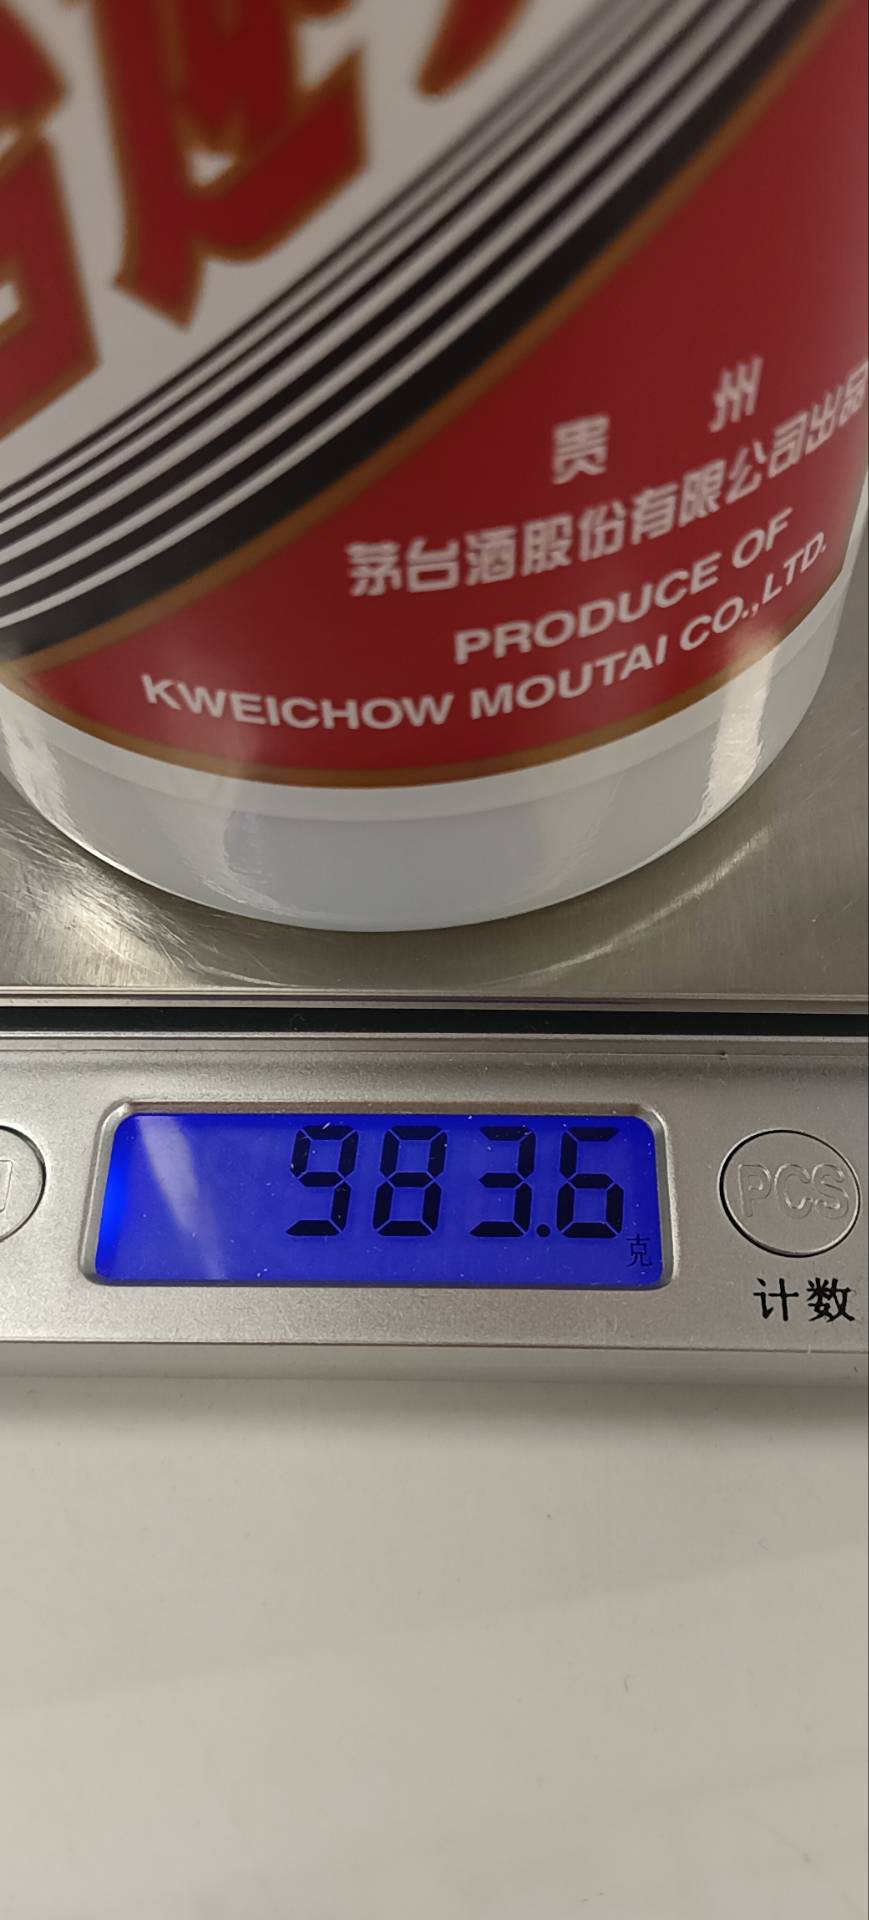 贵州
茅台酒股份有限公司出品
PRODUCE OF
KWEICHOW MOUTAI CO.,LTD.
983.6
克
PCS
计数